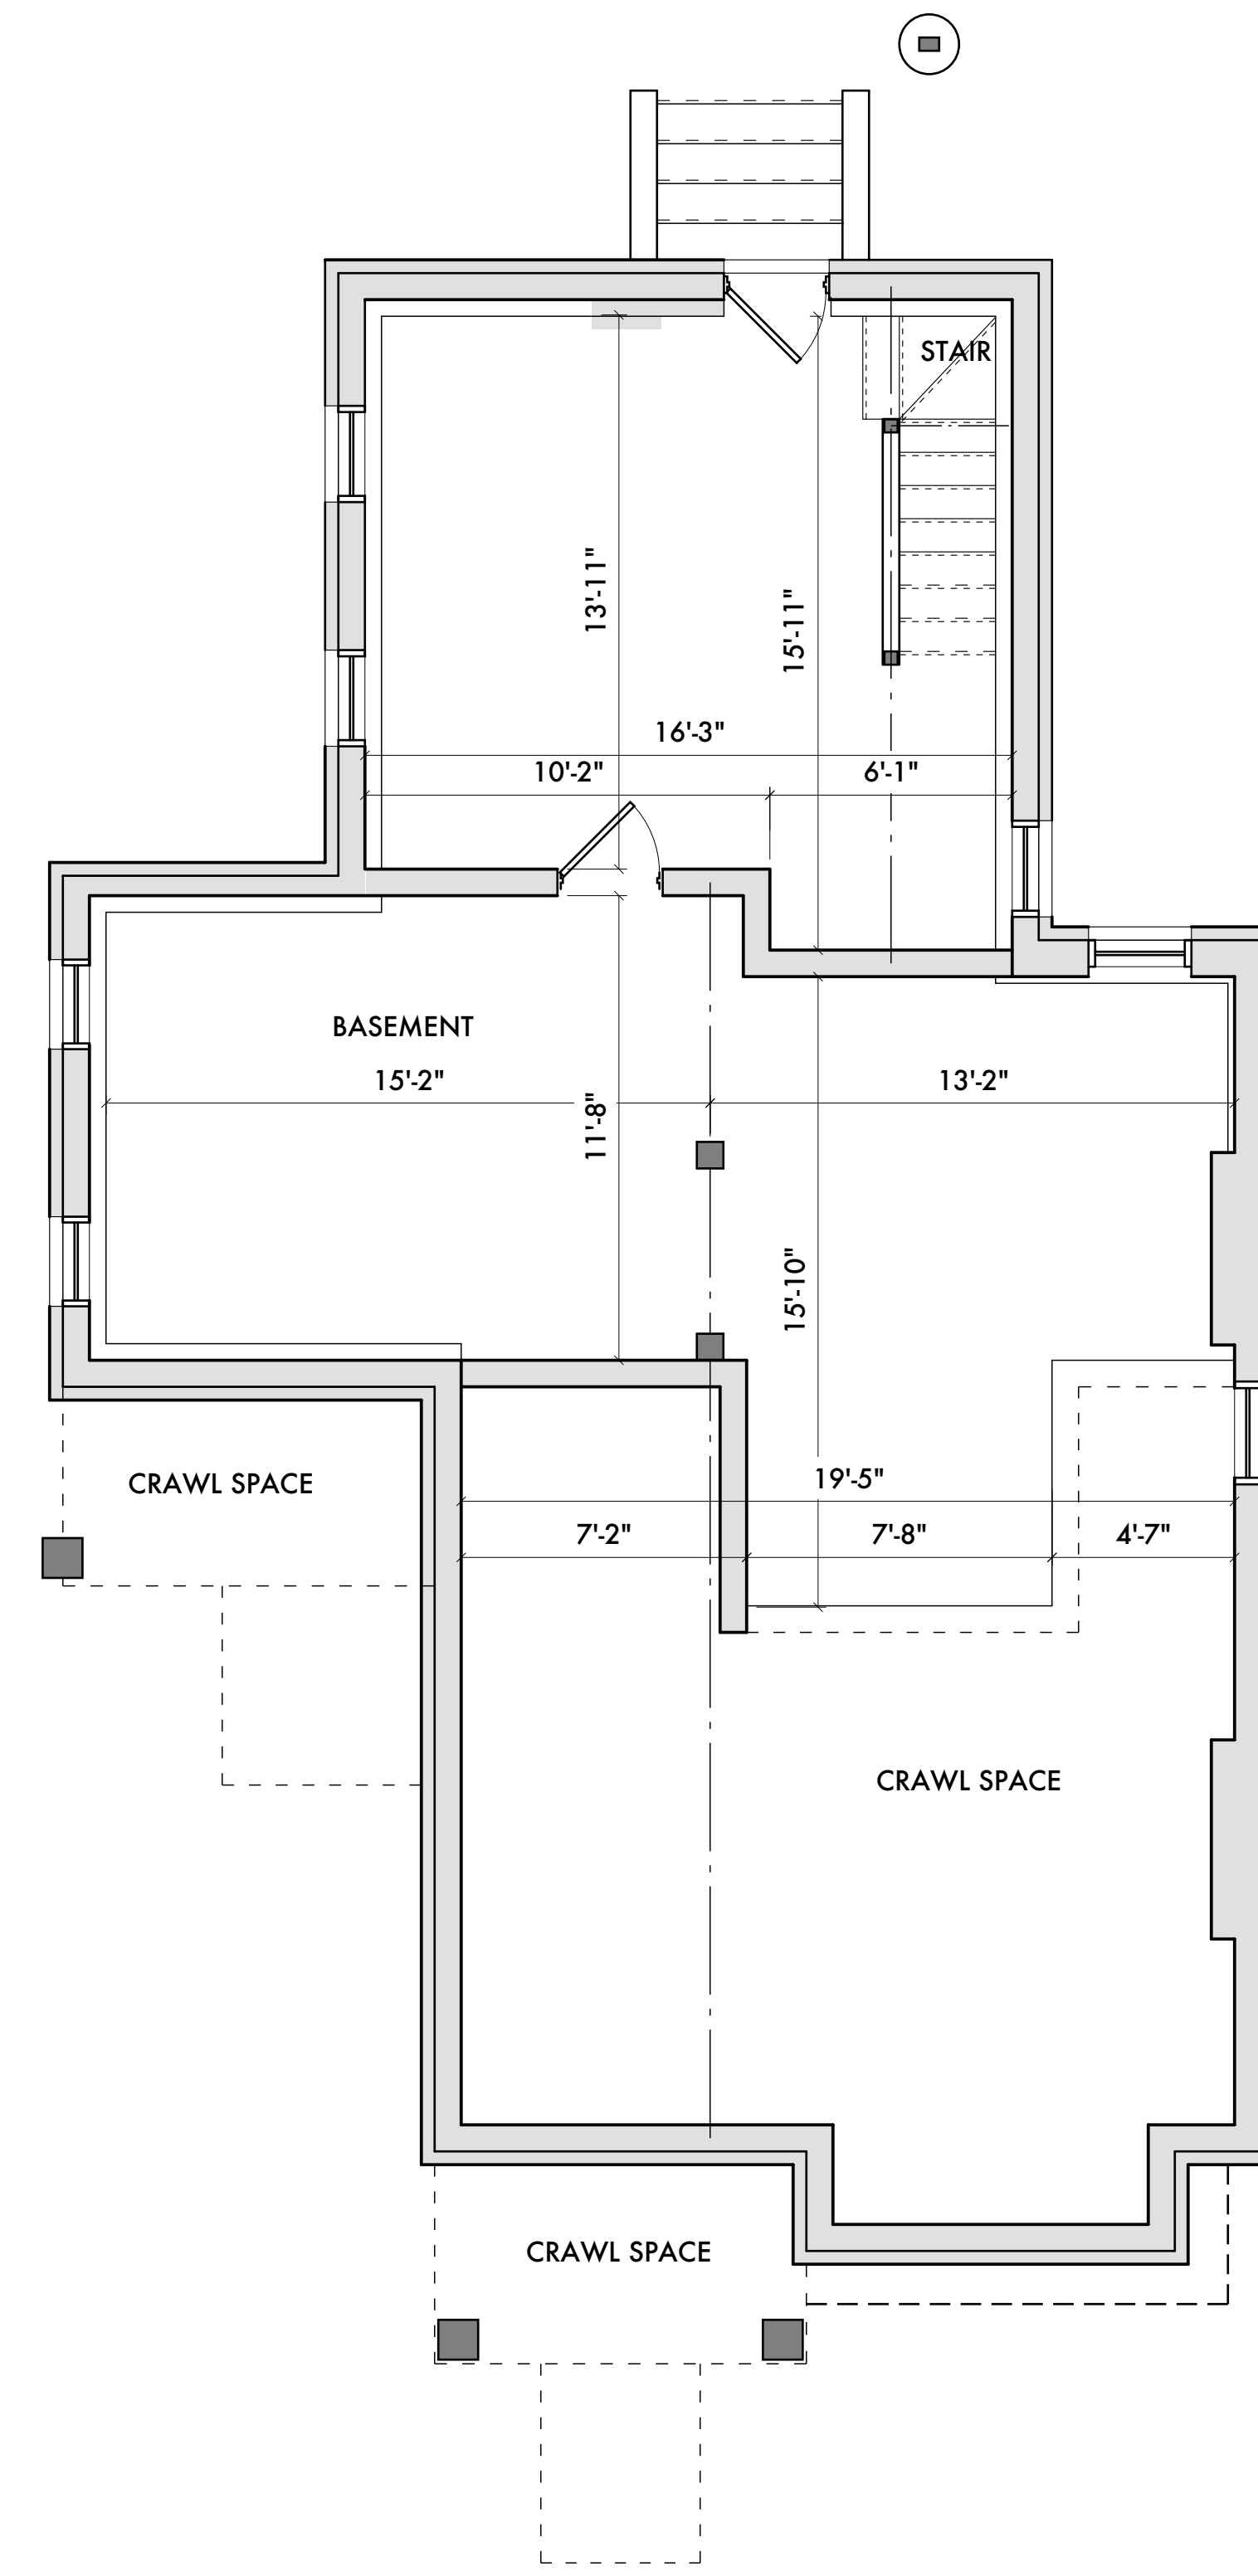 STAIR
13'-11"
15'-11"
16'-3"
10'-2"
6'-1"
BASEMENT
15'-2"
13'-2"
11'-8"
15'-10"
CRAWL SPACE
19'-5"
7'-2"
7'-8"
4'-7"
CRAWL SPACE
CRAWL SPACE